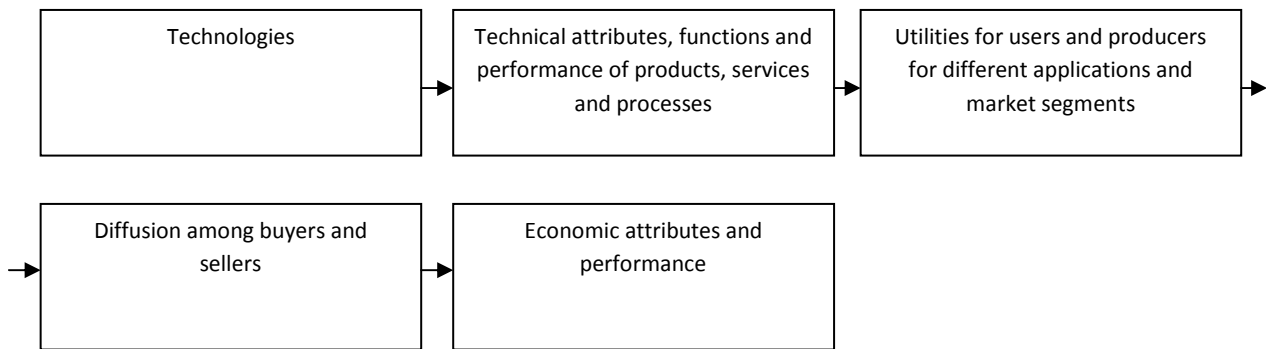 Technologies
Technical attributes, functions and
performance of products, services
and processes
Utilities for users and producers
for different applications and
market segments
Diffusion among buyers and
sellers
Economic attributes and
performance